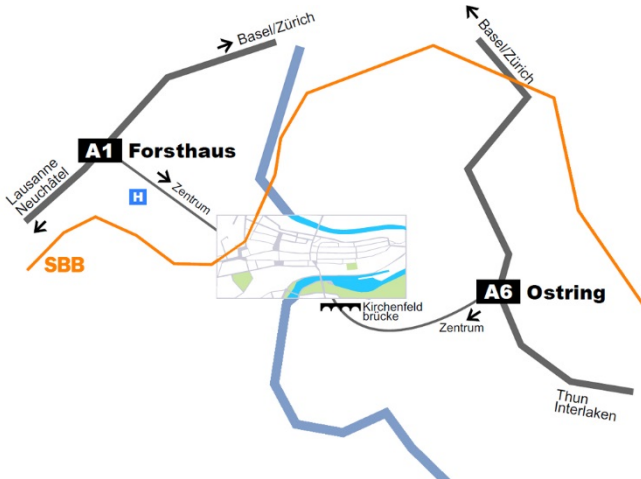 Basel/Zürich
Basel/Zürich
A1 Forsthaus
Lausanne
Neuchâtel
Zentrum
H
SBB
A6 Ostring
Kirchenfeld
brücke
Zentrum
Thun
Interlaken